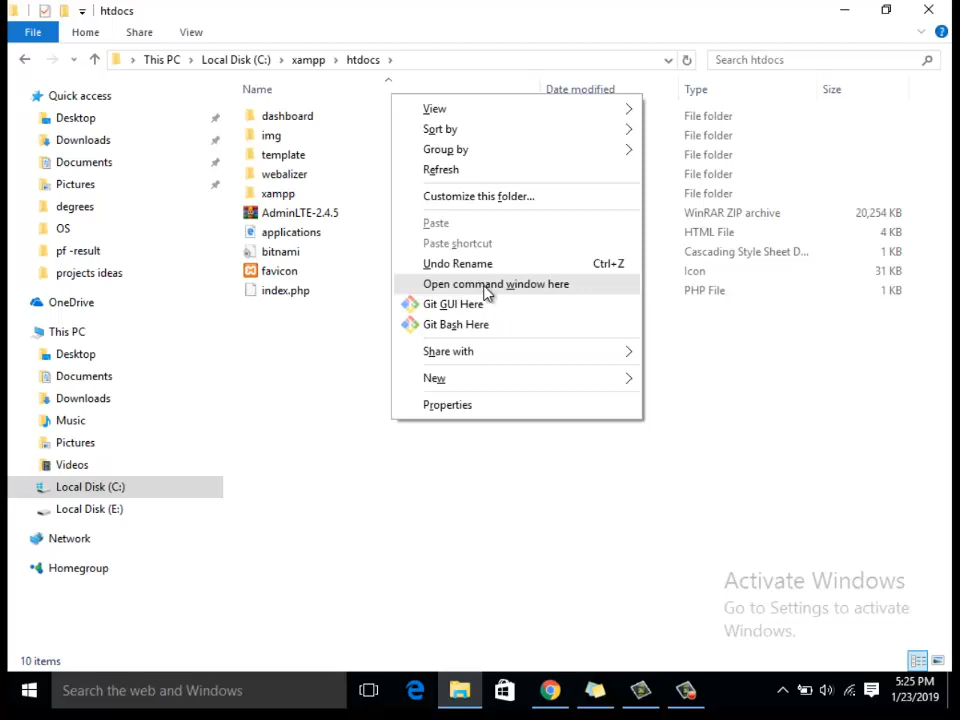 htdocs
File Home Share View
This PC Local Disk (C:) xampp htdocs
Search htdocs
Name Date modified Type Size
Quick access
Desktop
Downloads
Documents
Pictures
degrees
OS
pf -result
projects ideas
OneDrive
This PC
Desktop
Documents
Downloads
Music
Pictures
Videos
Local Disk (C:)
Local Disk (E:)
Network
Homegroup
dashboard File folder
img File folder
template File folder
webalizer File folder
xampp File folder
AdminLTE-2.4.5 WinRAR ZIP archive 20,254 KB
applications HTML File 4 KB
bitnami Cascading Style Sheet D... 1 KB
favicon Icon 31 KB
index.php PHP File 1 KB
View
Sort by
Group by
Refresh
Customize this folder...
Paste
Paste shortcut
Undo Rename Ctrl+Z
Open command window here
Git GUI Here
Git Bash Here
Share with
New
Properties
Activate Windows
Go to Settings to activate
Windows.
10 items
Search the web and Windows
5:25 PM
1/23/2019